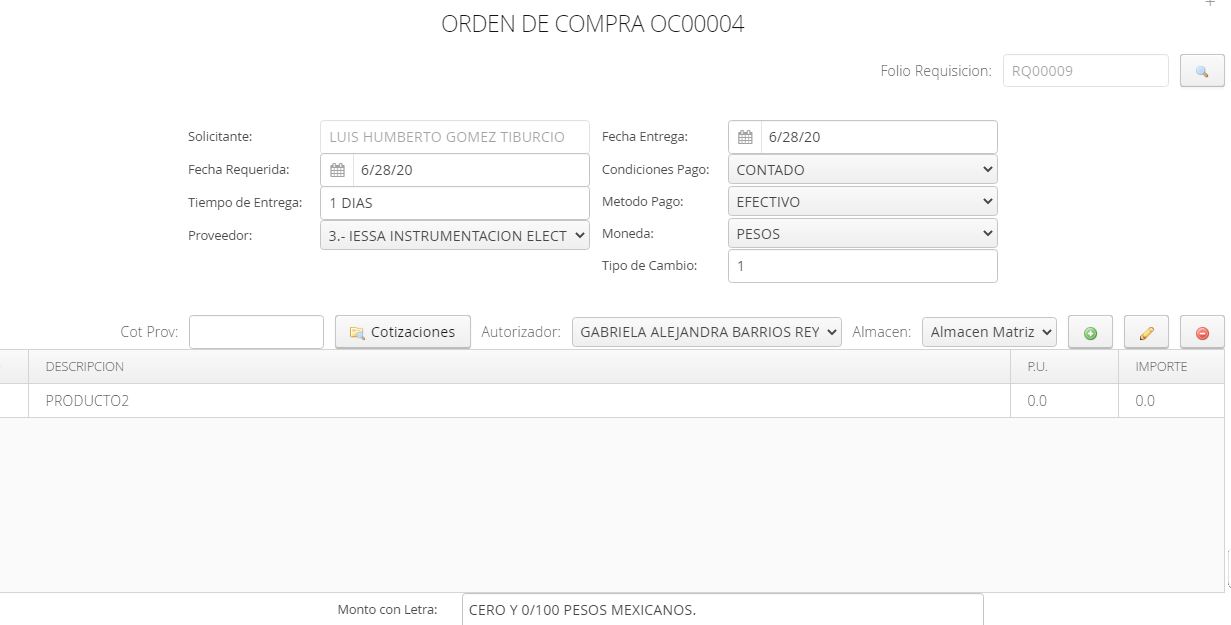 ORDEN DE COMPRA OC00004
Folio Requisicion: RQ00009
Solicitante: LUIS HUMBERTO GOMEZ TIBURCIO Fecha Entrega: 6/28/20
Fecha Requerida: 6/28/20 Condiciones Pago: CONTADO
Tiempo de Entrega: 1 DIAS Metodo Pago: EFECTIVO
Proveedor: 3.- IESSA INSTRUMENTACION ELECT Moneda: PESOS
Tipo de Cambio: 1
Cot Prov: Cotizaciones Autorizador: GABRIELA ALEJANDRA BARRIOS REY Almacen: Almacen Matriz
DESCRIPCION P.U. IMPORTE
PRODUCTO2 0.0 0.0
Monto con Letra: CERO Y 0/100 PESOS MEXICANOS.